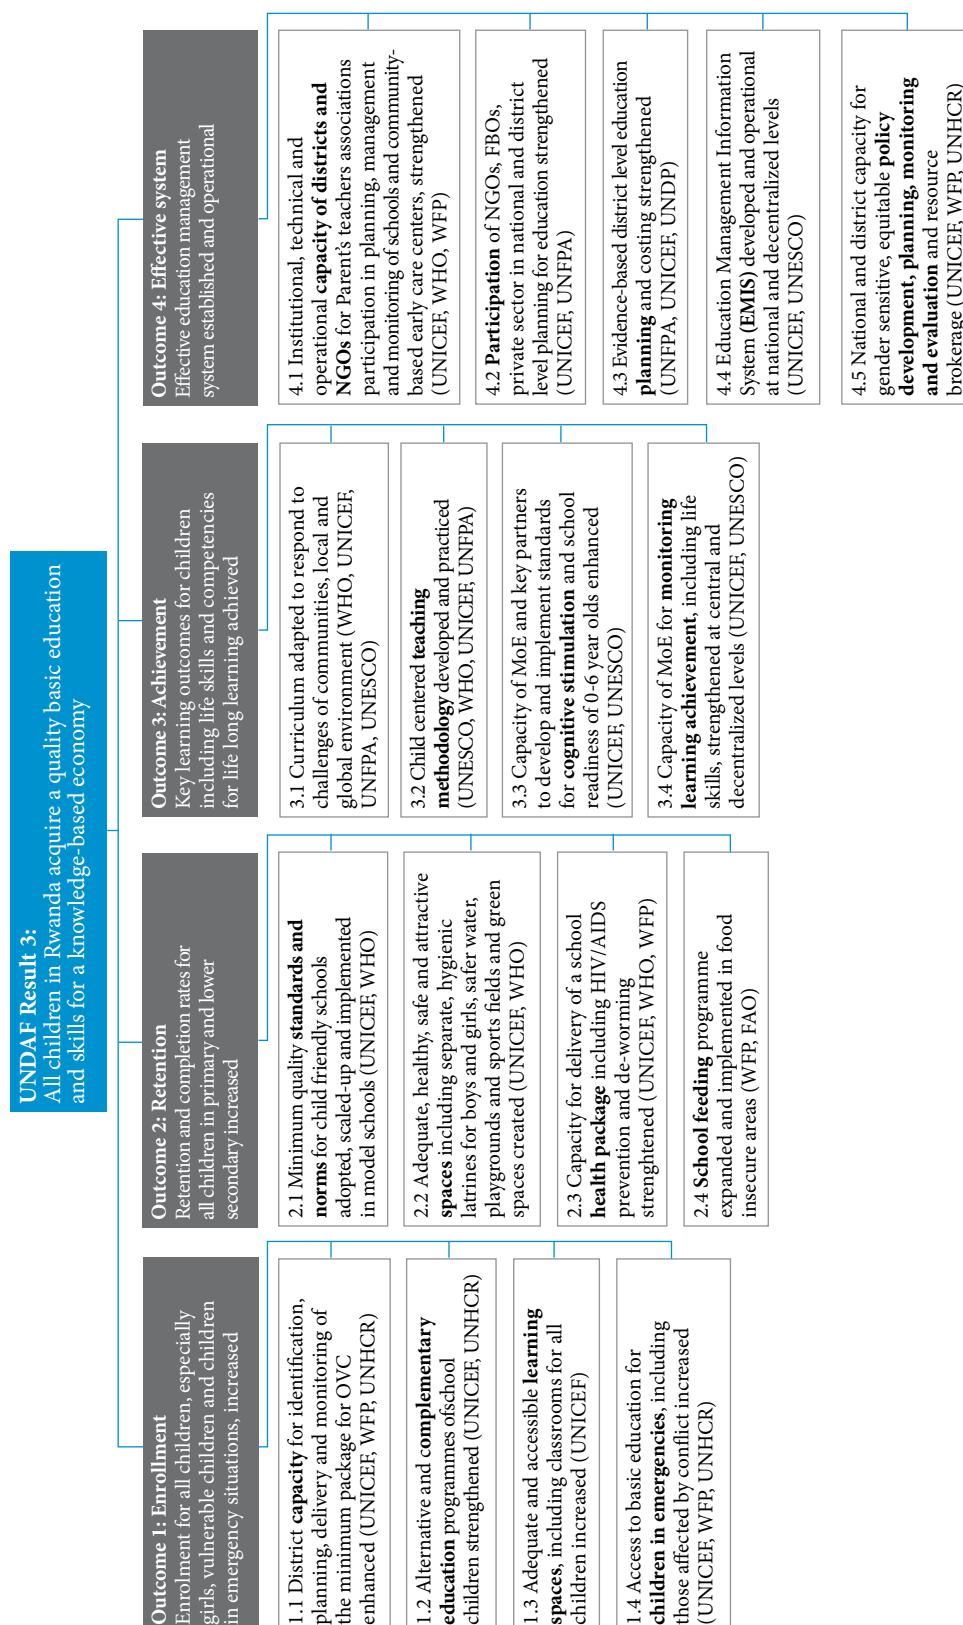 UNDAF Result 3:
All children in Rwanda acquire a quality basic education
and skills for a knowledge-based economy
Outcome 1: Enrollment
Enrolment for all children, especially
girls, vulnerable children and children
in emergency situations, increased
1.1 District capacity for identification,
planning, delivery and monitoring of
the minimum package for OVC
enhanced (UNICEF, WFP, UNHCR)
1.2 Alternative and complementary
education programmes ofschool
children strengthened (UNICEF, UNHCR)
1.3 Adequate and accessible learning
spaces, including classrooms for all
children increased (UNICEF)
1.4 Access to basic education for
children in emergencies, including
those affected by conflict increased
(UNICEF, WFP, UNHCR)
Outcome 2: Retention
Retention and completion rates for
all children in primary and lower
secondary increased
2.1 Minimum quality standards and
norms for child friendly schools
adopted, scaled-up and implemented
in model schools (UNICEF, WHO)
2.2 Adequate, healthy, safe and attractive
spaces including separate, hygienic
latrines for boys and girls, safer water,
playgrounds and sports fields and green
spaces created (UNICEF, WHO)
2.3 Capacity for delivery of a school
health package including HIV/AIDS
prevention and de-worming
strenghtened (UNICEF, WHO, WFP)
2.4 School feeding programme
expanded and implemented in food
insecure areas (WFP, FAO)
Outcome 3: Achievement
Key learning outcomes for children
including life skills and competencies
for life long learning achieved
3.1 Curriculum adapted to respond to
challenges of communities, local and
global environment (WHO, UNICEF,
UNFPA, UNESCO)
3.2 Child centered teaching
methodology developed and practiced
(UNESCO, WHO, UNICEF, UNFPA)
3.3 Capacity of MoE and key partners
to develop and implement standards
for cognitive stimulation and school
readiness of 0-6 year olds enhanced
(UNICEF, UNESCO)
3.4 Capacity of MoE for monitoring
learning achievement, including life
skills, strengthened at central and
decentralized levels (UNICEF, UNESCO)
Outcome 4: Effective system
Effective education management
system established and operational
4.1 Institutional, technical and
operational capacity of districts and
NGOs for Parent's teachers associations
participation in planning, management
and monitoring of schools and community-
based early care centers, strengthened
(UNICEF, WHO, WFP)
4.2 Participation of NGOs, FBOs,
private sector in national and district
level planning for education strengthened
(UNICEF, UNFPA)
4.3 Evidence-based district level education
planning and costing strengthened
(UNFPA, UNICEF, UNDP)
4.4 Education Management Information
System (EMIS) developed and operational
at national and decentralized levels
(UNICEF, UNESCO)
4.5 National and district capacity for
gender sensitive, equitable policy
development, planning, monitoring
and evaluation and resource
brokerage (UNICEF, WFP, UNHCR)